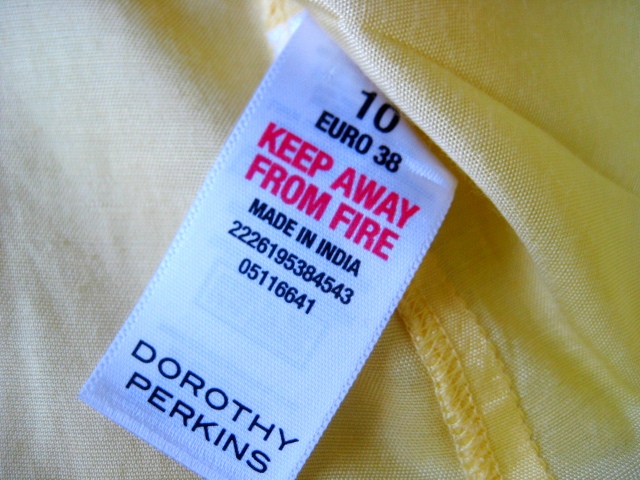 10
EURO 38
KEEP AWAY
FROM FIRE
MADE IN INDIA
2226195384543
05116641
DOROTHY
PERKINS